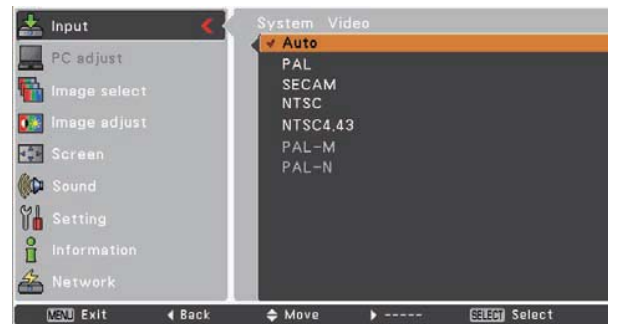 Input
PC adjust
Image select
Image adjust
Screen
Sound
Setting
Information
Network
System Video
Auto
PAL
SECAM
NTSC
NTSC4.43
PAL-M
PAL-N
MENU Exit Back Move ----- SELECT Select